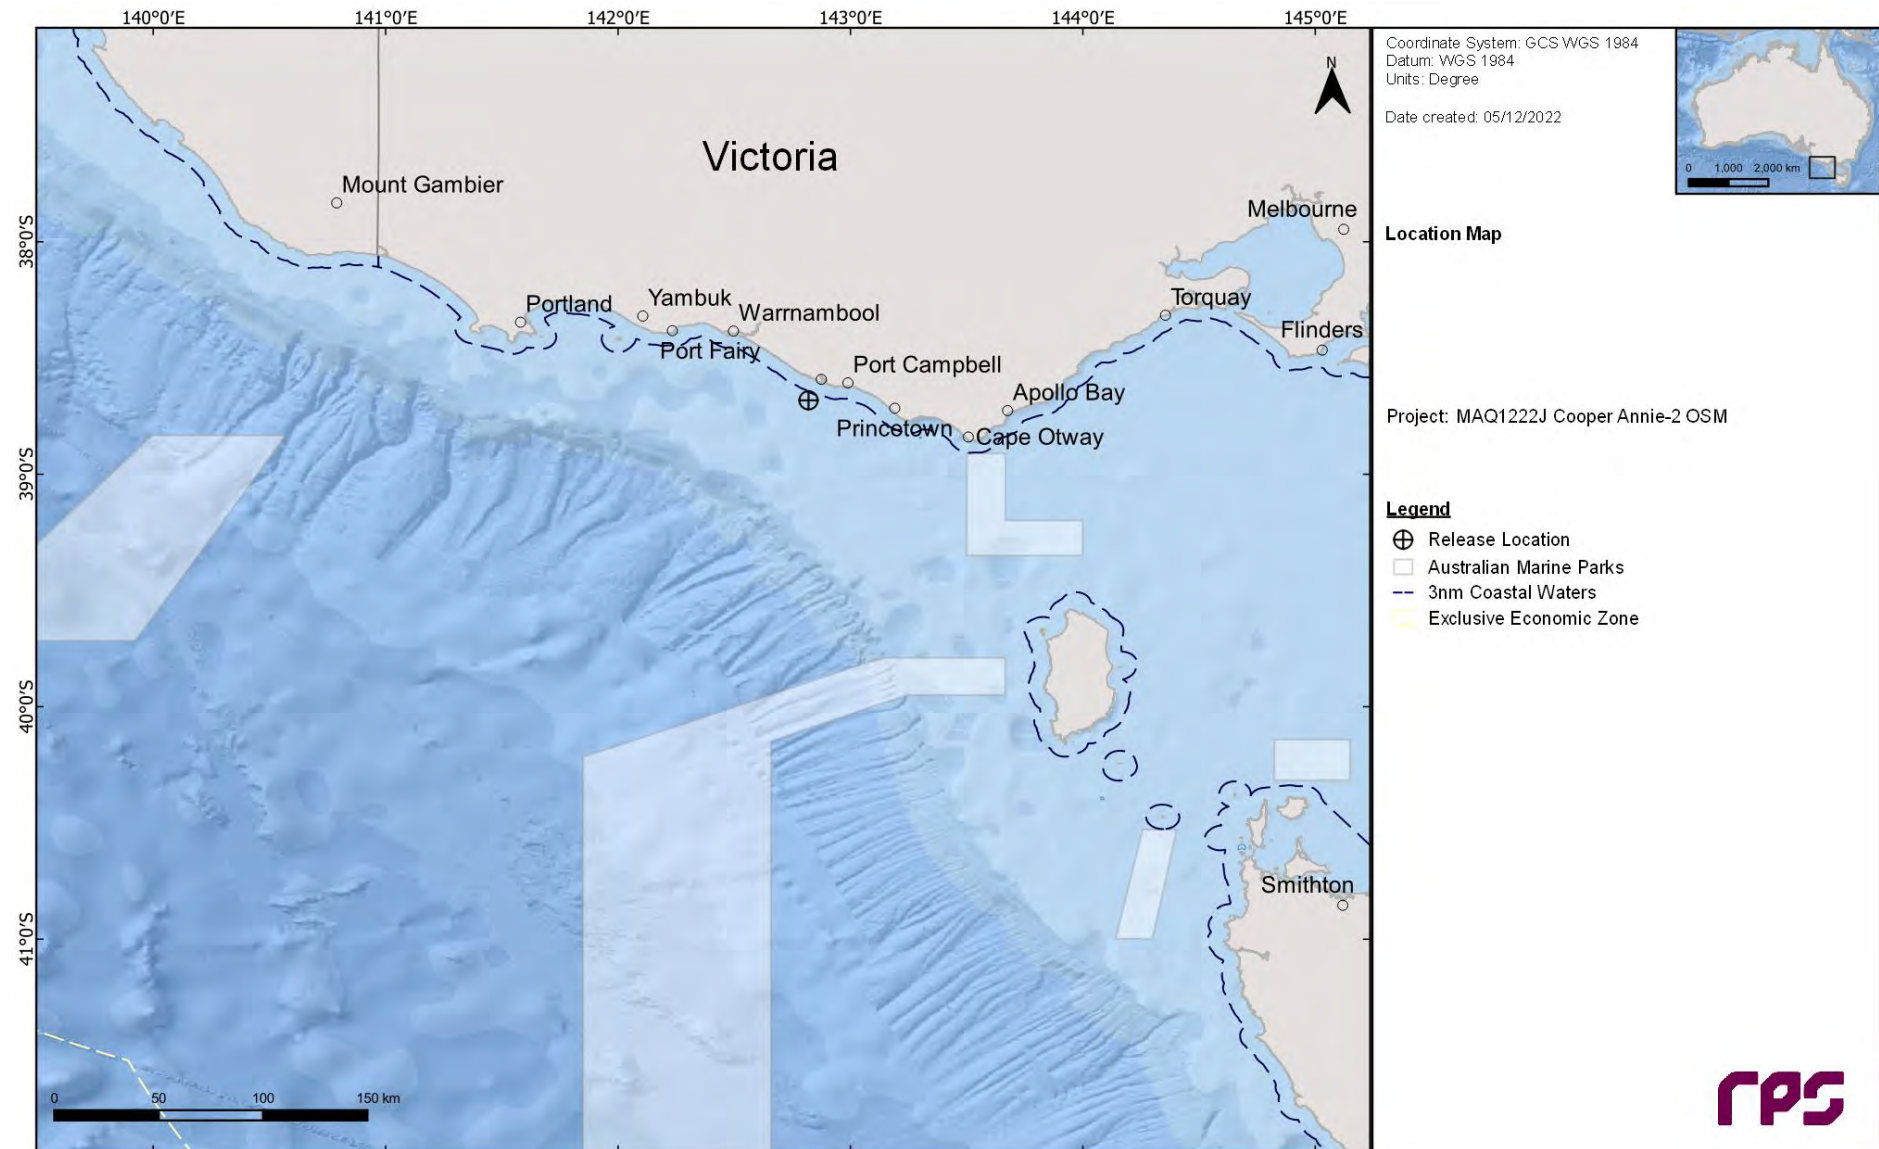 140°0'E 141°0'E 142°0'E 143°0'E 144°0'E 145°0'E
38°0'S
39°0'S
40°0'S
41°0'S
N
Victoria
Mount Gambier
Melbourne
Portland
Yambuk
Warrnambool
Port Fairy
Torquay
Flinders
Port Campbell
Apollo Bay
Princetown
Cape Otway
Smithton
0 50 100 150 km
Coordinate System: GCS WGS 1984
Datum: WGS 1984
Units: Degree
Date created: 05/12/2022
0 1,000 2,000 km
Location Map
Project: MAQ1222J Cooper Annie-2 OSM
Legend
Release Location
Australian Marine Parks
3nm Coastal Waters
Exclusive Economic Zone
rps